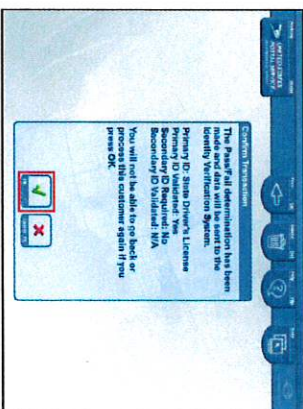 UNITED STATES
POSTAL SERVICE
Confirm Transaction
The Pass/Fail determination has been
made and data will be sent to the
Identity Verification System.
Primary ID: State Driver's License
Primary ID Validated: Yes
Secondary ID Required: No
Secondary ID Validated: N/A
You will not be able to go back or
process this customer again if you
press OK.